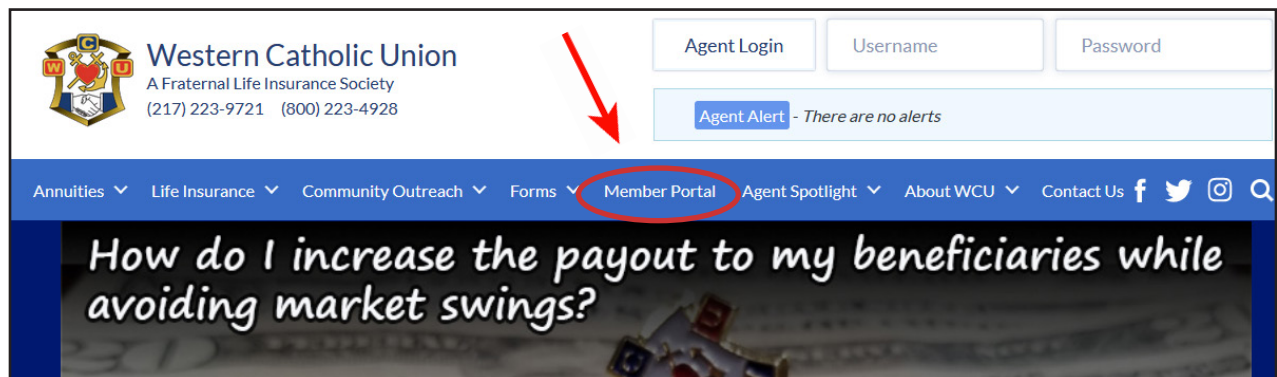 C
W
U
Western Catholic Union
A Fraternal Life Insurance Society
(217) 223-9721 (800) 223-4928
Agent Login Username Password
Agent Alert - There are no alerts
Annuities Life Insurance Community Outreach Forms Member Portal Agent Spotlight About WCU Contact Us
How do I increase the payout to my beneficiaries while
avoiding market swings?
C